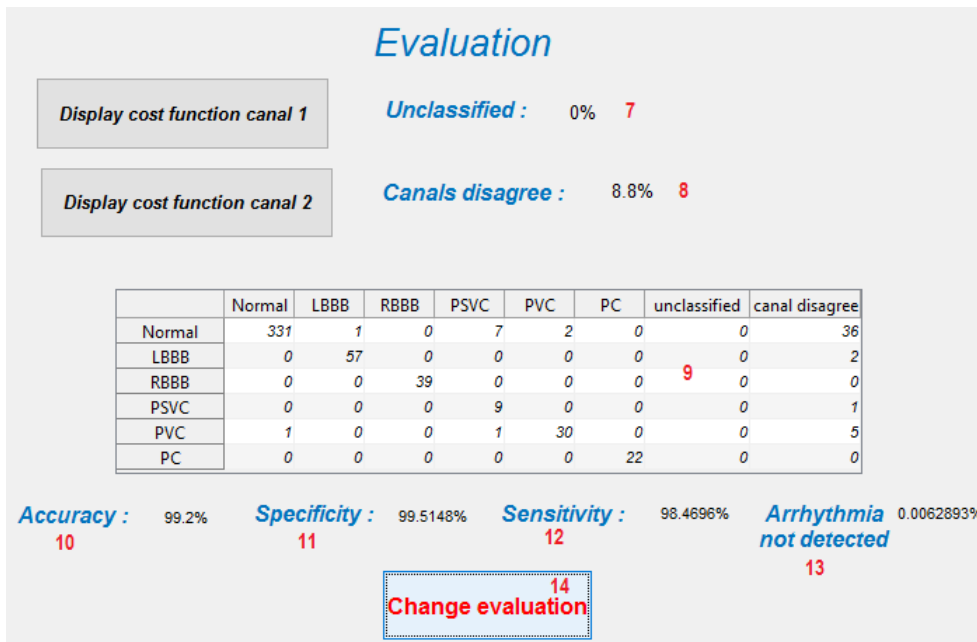 Evaluation
Display cost function canal 1
Unclassified : 0% 7
Display cost function canal 2
Canals disagree : 8.8% 8
Normal LBBB RBBB PSVC PVC PC unclassified canal disagree
Normal 331 1 0 7 2 0 0 36
LBBB 0 57 0 0 0 0 0 2
RBBB 0 0 39 0 0 0 9 0 0
PSVC 0 0 0 9 0 0 0 1
PVC 1 0 0 1 30 0 0 5
PC 0 0 0 0 0 22 0 0
Accuracy : 99.2% Specificity : 99.5148% Sensitivity : 98.4696% Arrhythmia 0.0062893%
not detected
10 11 12 13
14
Change evaluation